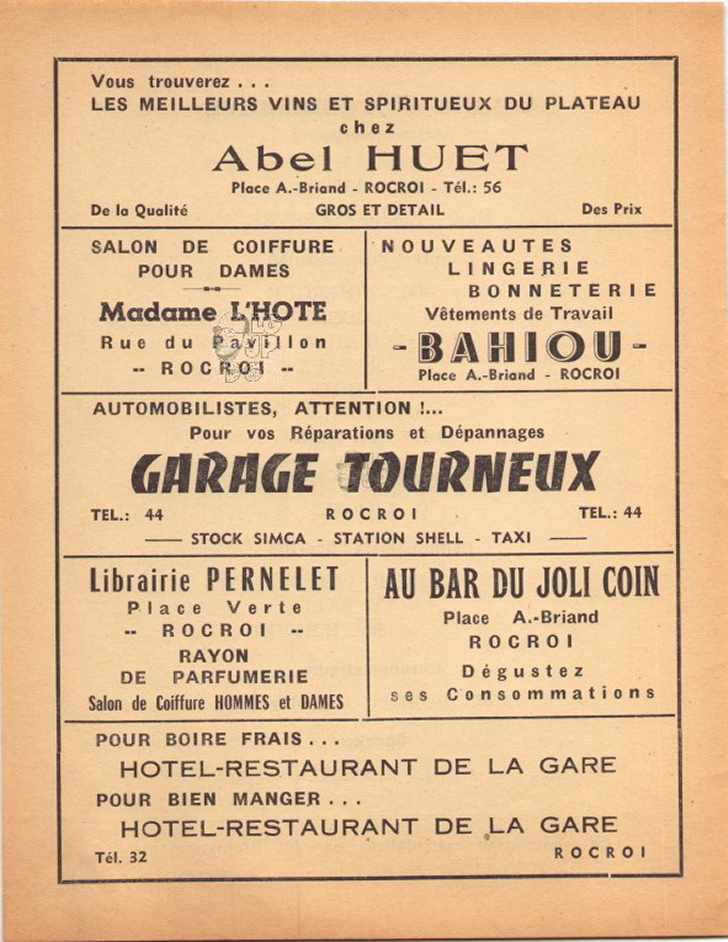 Vous trouverez . . .
LES MEILLEURS VINS ET SPIRITUEUX DU PLATEAU
chez
Abel HUET
Place A.-Briand - ROCROI - Tél.: 56
De la Qualité GROS ET DETAIL Des Prix
SALON DE COIFFURE
POUR DAMES
Madame L'HOTE
Rue du Pavillon
-- ROCROI --
NOUVEAUTES
LINGERIE
BONNETERIE
Vêtements de Travail
- BAHIOU -
Place A.-Briand - ROCROI
AUTOMOBILISTES, ATTENTION !...
Pour vos Réparations et Dépannages
GARAGE TOURNEUX
TEL.: 44 ROCROI TEL.: 44
—— STOCK SIMCA - STATION SHELL - TAXI ——
Librairie PERNELET
Place Verte
-- ROCROI --
RAYON
DE PARFUMERIE
Salon de Coiffure HOMMES et DAMES
AU BAR DU JOLI COIN
Place A.-Briand
ROCROI
Dégustez
ses Consommations
POUR BOIRE FRAIS . . .
HOTEL-RESTAURANT DE LA GARE
POUR BIEN MANGER . . .
HOTEL-RESTAURANT DE LA GARE
Tél. 32 ROCROI